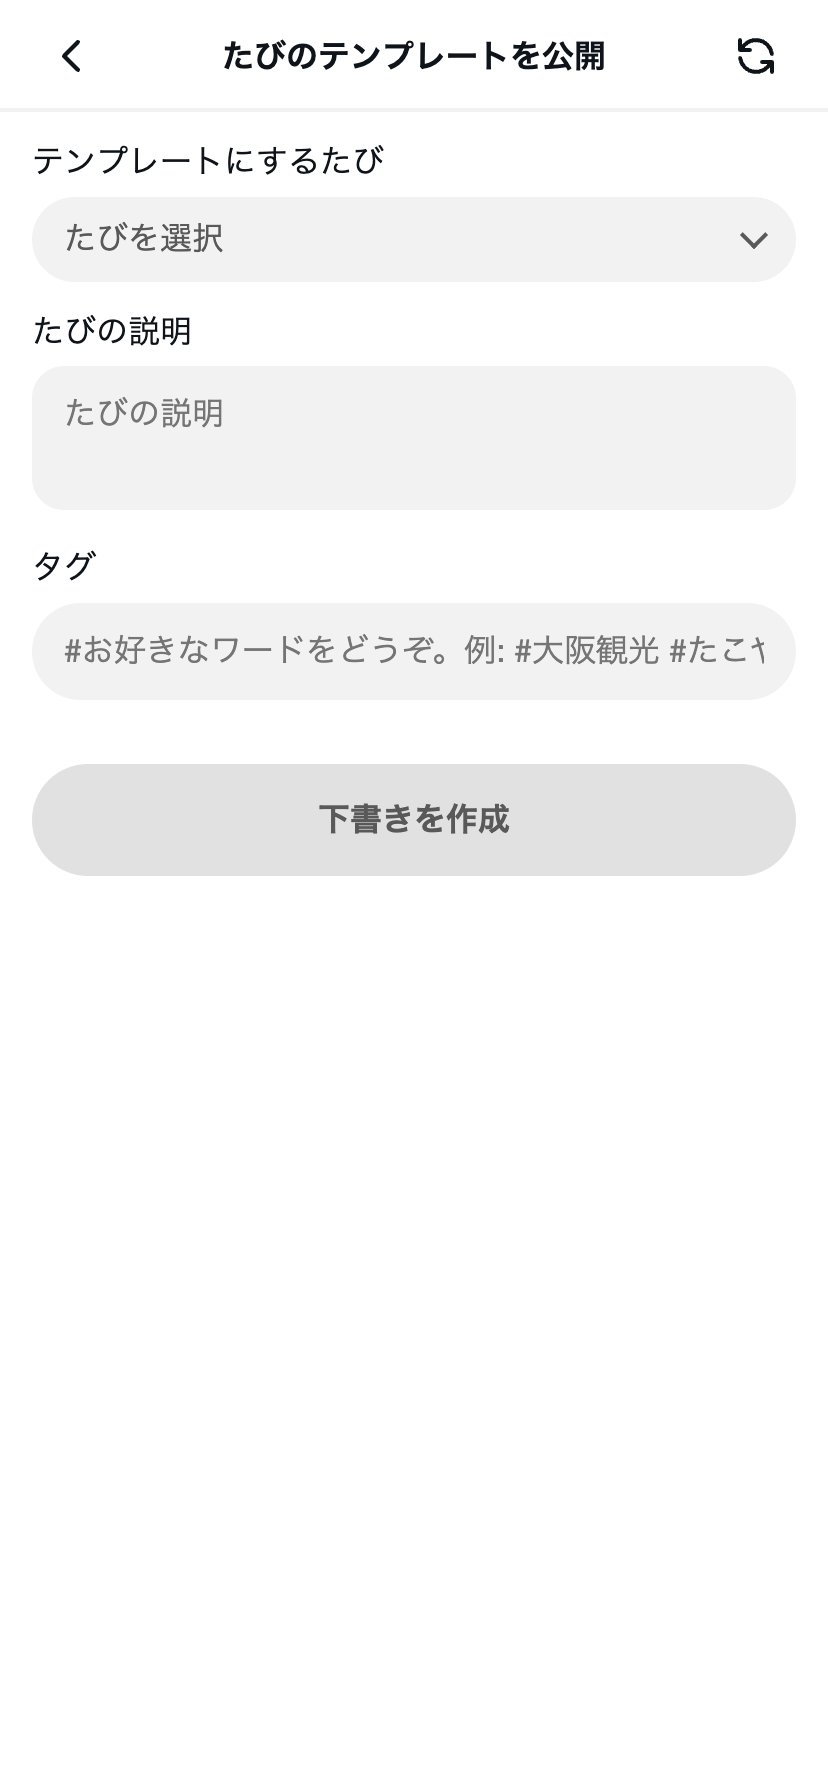 たびのテンプレートを公開
テンプレートにするたび
たびを選択
たびの説明
たびの説明
タグ
#お好きなワードをどうぞ。例: #大阪観光 #たこ
下書きを作成